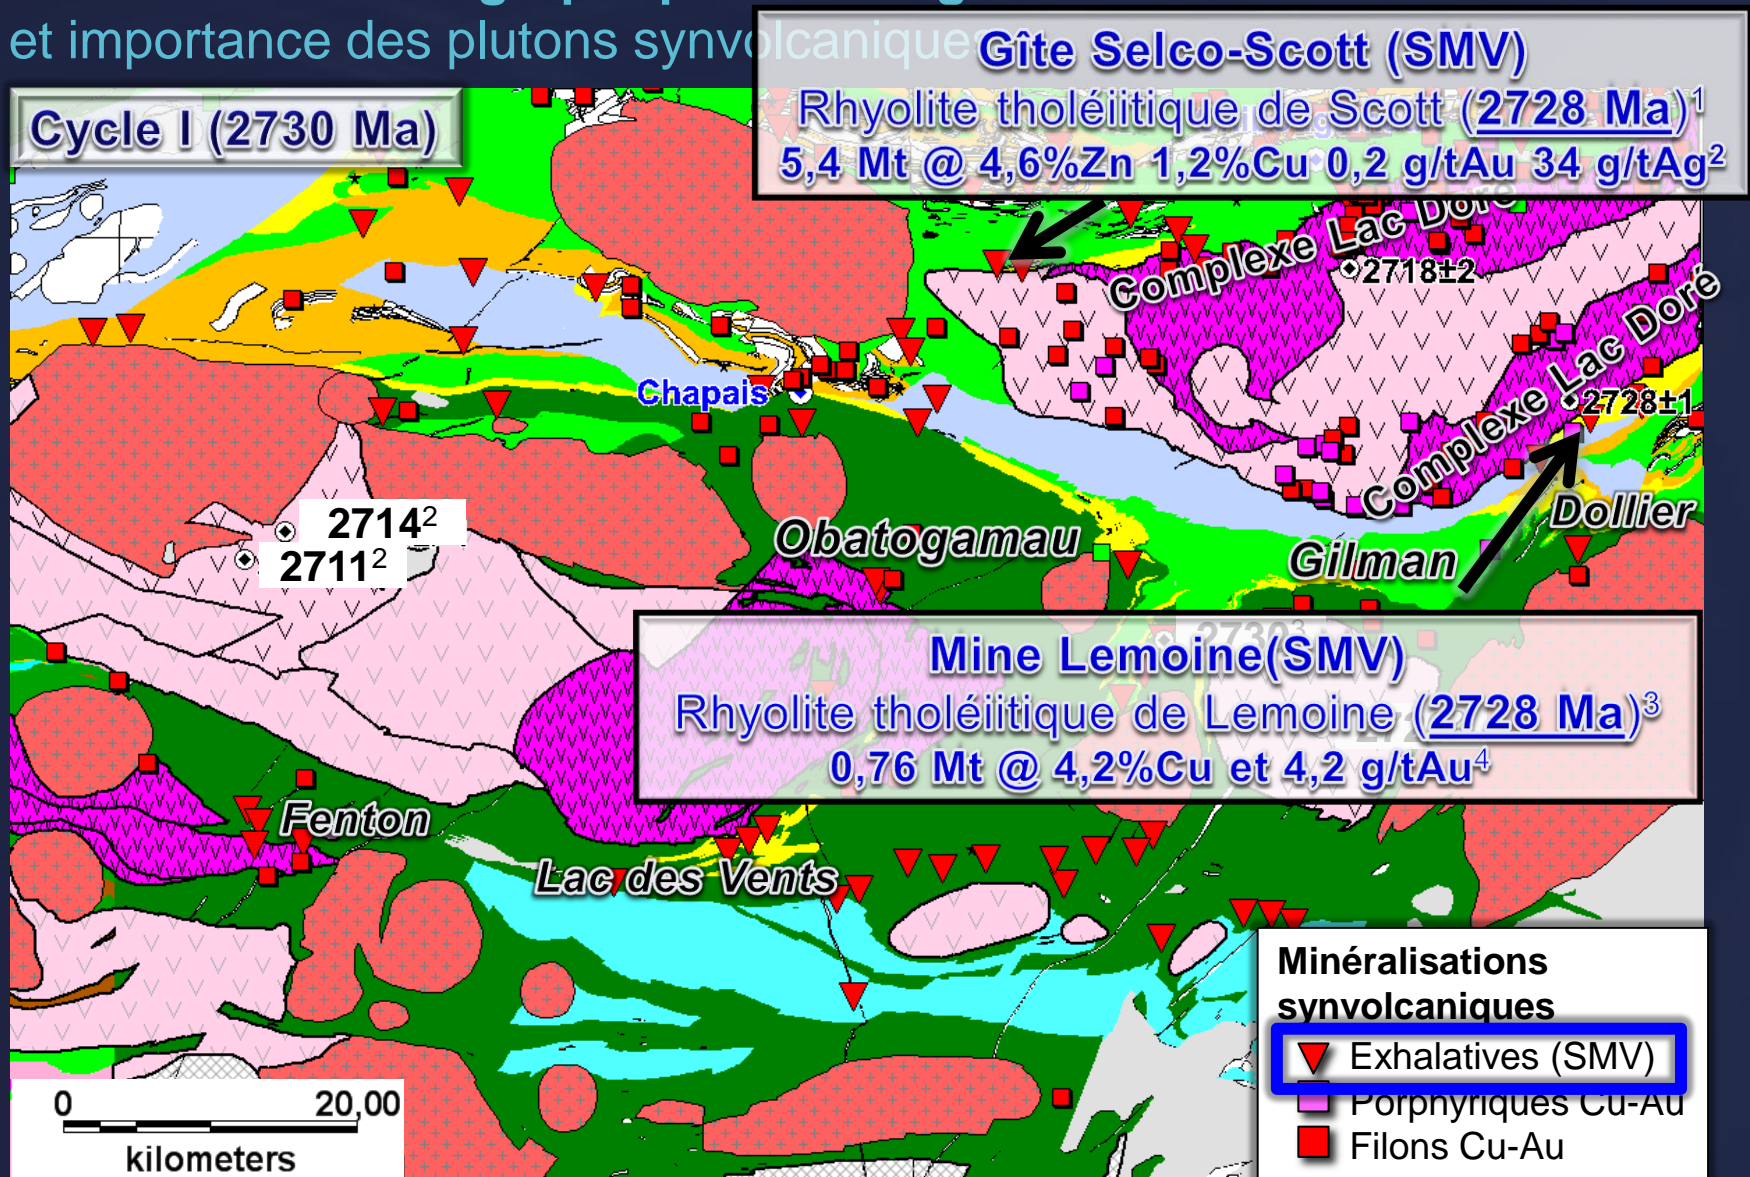 et importance des plutons synvolcaniques
Gîte Selco-Scott (SMV)
Rhyolite tholéiitique de Scott (2728 Ma)1
5,4 Mt @ 4,6%Zn 1,2%Cu 0,2 g/tAu 34 g/tAg2
Cycle I (2730 Ma)
Complexe Lac Doré
2718±2
Complexe Lac Doré
2728±1
Chapais
Dollier
2714²
2711²
Obatogamau
Gilman
2730³
Mine Lemoine(SMV)
Rhyolite tholéiitique de Lemoine (2728 Ma)3
0,76 Mt @ 4,2%Cu et 4,2 g/tAu4
Fenton
Lac des Vents
Minéralisations
synvolcaniques
Exhalatives (SMV)
Porphyriques Cu-Au
Filons Cu-Au
0 20,00
kilometers